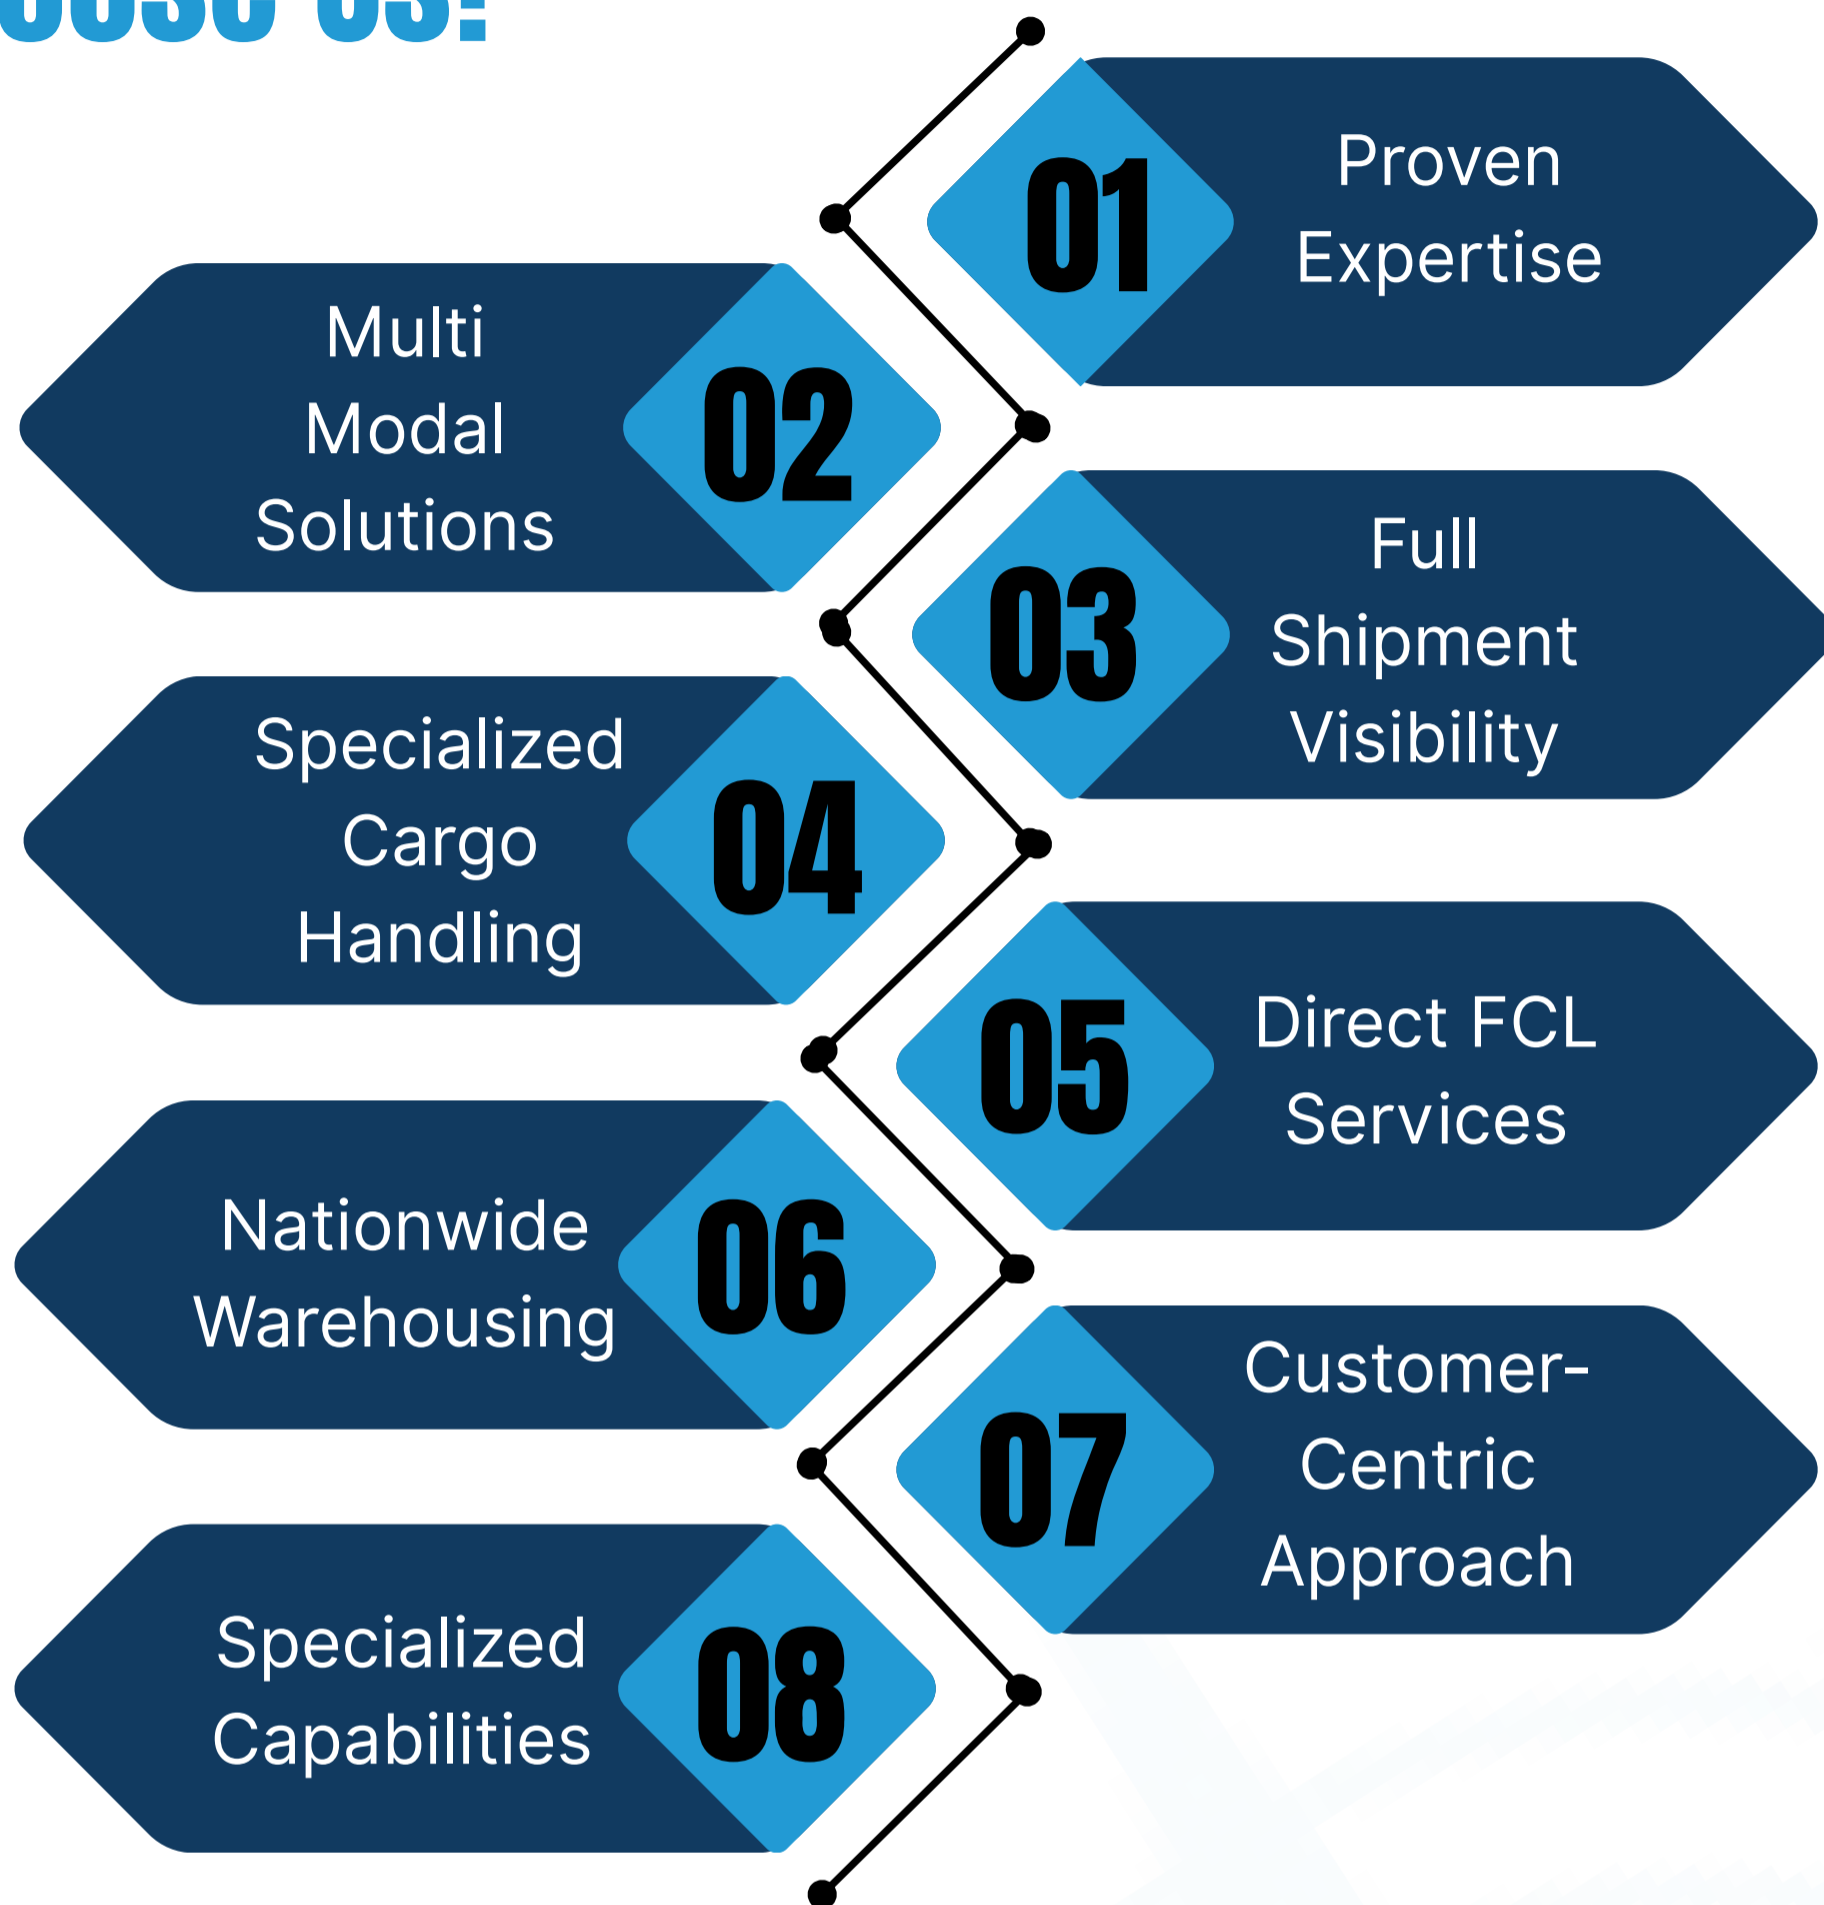 01
Proven
Expertise
02
Multi
Modal
Solutions
03
Full
Shipment
Visibility
04
Specialized
Cargo
Handling
05
Direct FCL
Services
06
Nationwide
Warehousing
07
Customer-
Centric
Approach
08
Specialized
Capabilities